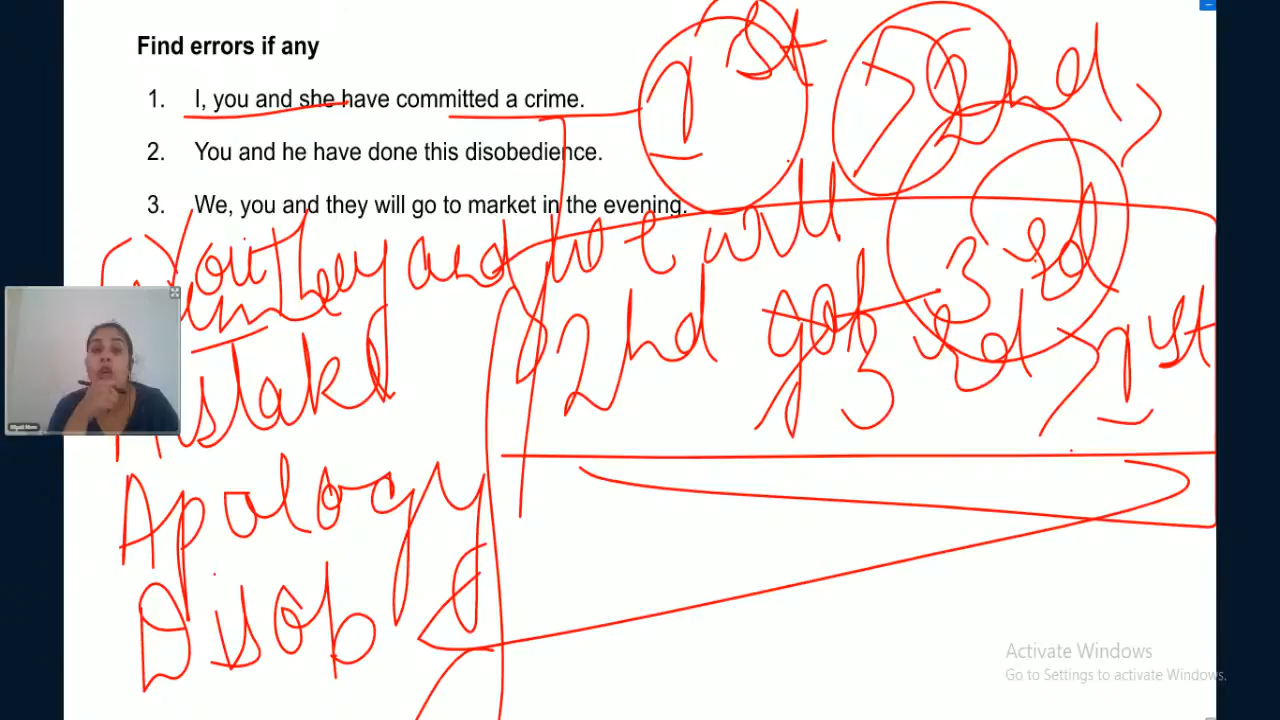 Find errors if any
1. I, you and she have committed a crime.
2. You and he have done this disobedience.
3. We, you and they will go to market in the evening.
1st > 2nd >
3rd
You they and we will
go
2nd 3rd > 1st
Mistake
Apology
Disob
Activate Windows
Go to Settings to activate Windows.